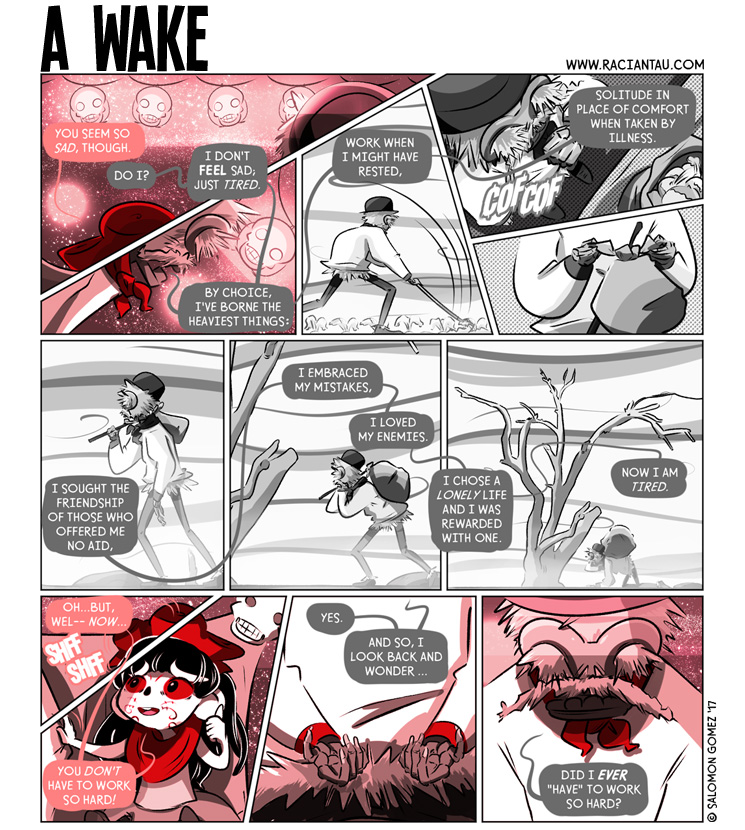 A WAKE
WWW.RACIANTAU.COM
YOU SEEM SO
SAD, THOUGH.
DO I?
I DON'T
FEEL SAD;
JUST TIRED.
BY CHOICE,
I'VE BORNE THE
HEAVIEST THINGS:
WORK WHEN
I MIGHT HAVE
RESTED,
SOLITUDE IN
PLACE OF COMFORT
WHEN TAKEN BY
ILLNESS.
COF COF
I SOUGHT THE
FRIENDSHIP
OF THOSE WHO
OFFERED ME
NO AID,
I EMBRACED
MY MISTAKES,
I LOVED
MY ENEMIES.
I CHOSE A
LONELY LIFE
AND I WAS
REWARDED
WITH ONE.
NOW I AM
TIRED.
OH...BUT,
WEL-- NOW...
SHFF
SHFF
YOU DON'T
HAVE TO WORK
SO HARD!
YES.
AND SO, I
LOOK BACK AND
WONDER ...
DID I EVER
"HAVE" TO WORK
SO HARD?
© SALOMON GOMEZ '17